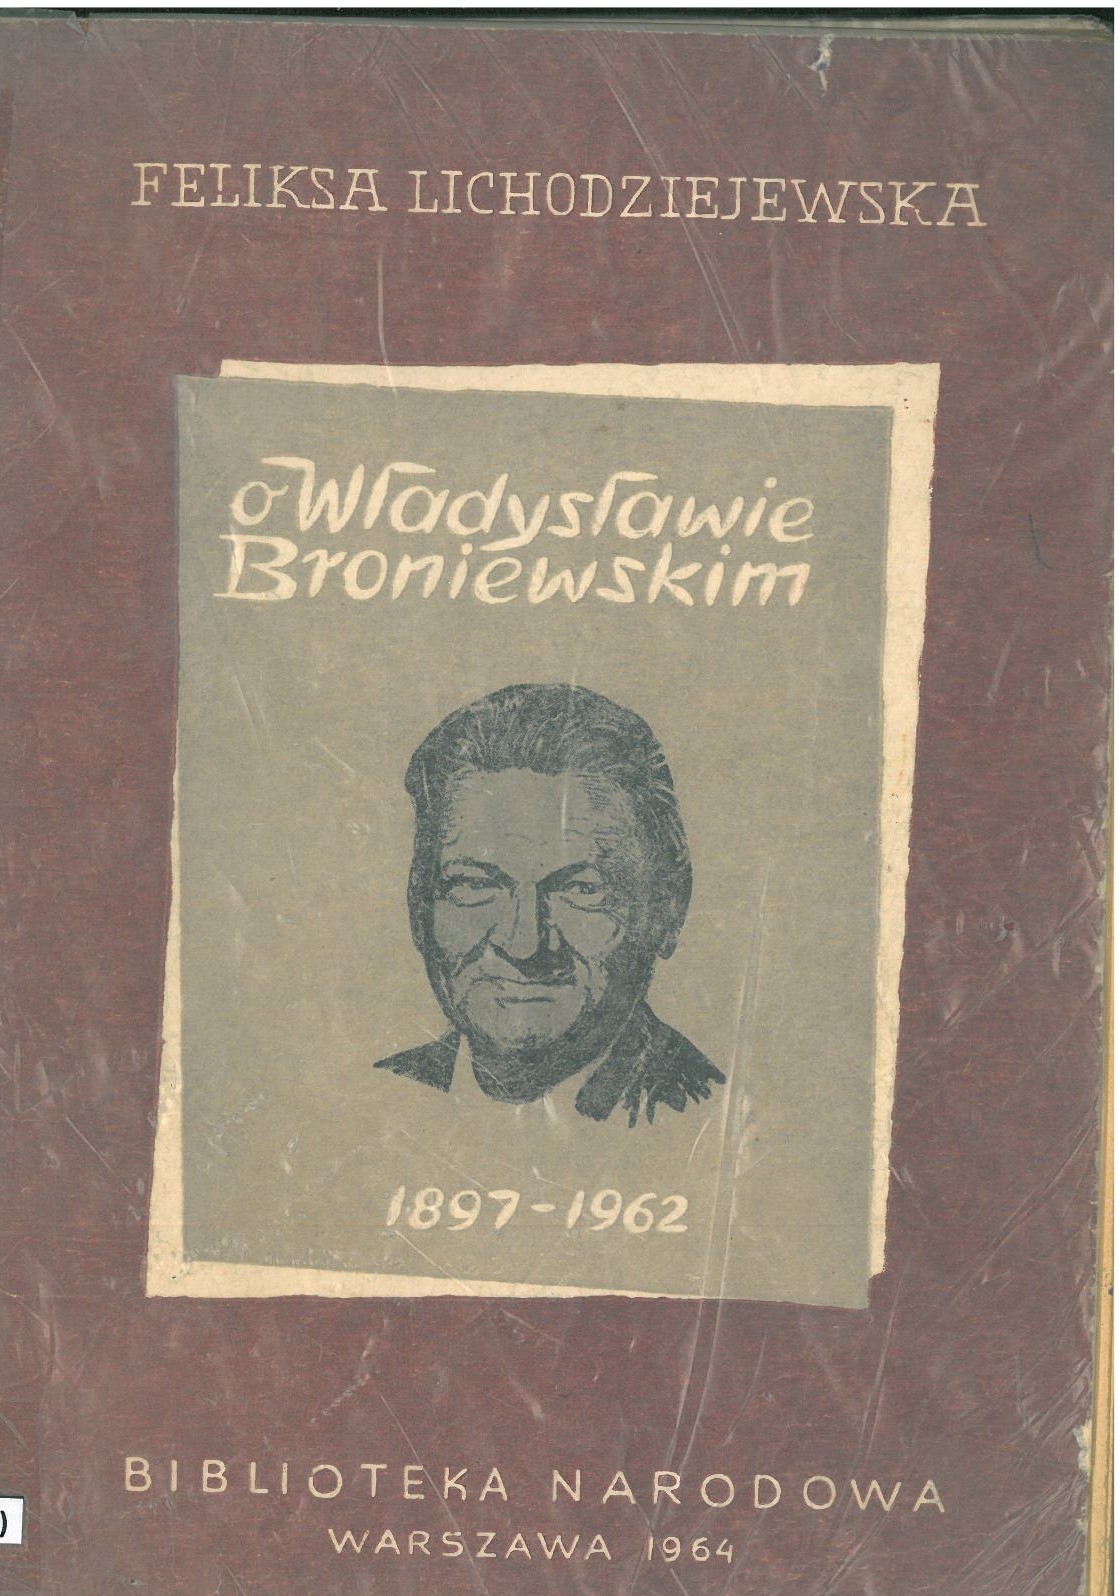 FELIKSA LICHODZIEJEWSKA
o Władysławie
Broniewskim
1897-1962
BIBLIOTEKA NARODOWA
WARSZAWA 1964
)